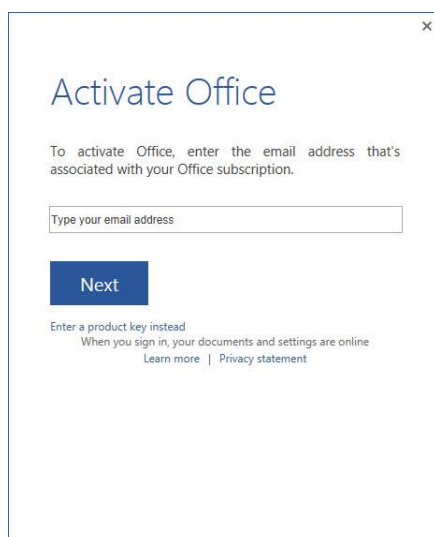 Activate Office
To activate Office, enter the email address that's
associated with your Office subscription.
Type your email address
Next
Enter a product key instead
When you sign in, your documents and settings are online
Learn more | Privacy statement